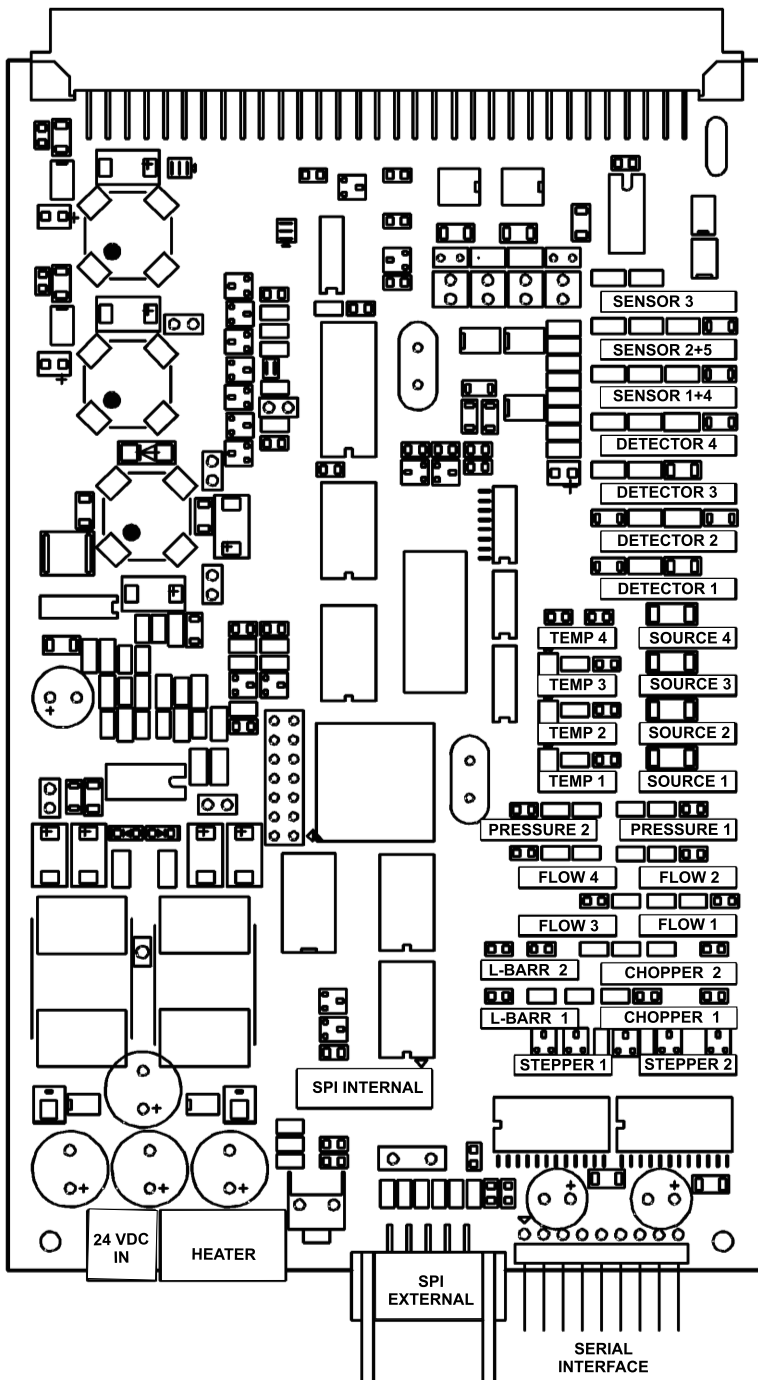 SENSOR 3
SENSOR 2+5
SENSOR 1+4
DETECTOR 4
DETECTOR 3
DETECTOR 2
DETECTOR 1
TEMP 4 SOURCE 4
TEMP 3 SOURCE 3
TEMP 2 SOURCE 2
TEMP 1 SOURCE 1
PRESSURE 2 PRESSURE 1
FLOW 4 FLOW 2
FLOW 3 FLOW 1
L-BARR 2 CHOPPER 2
L-BARR 1 CHOPPER 1
STEPPER 1 STEPPER 2
SPI INTERNAL
24 VDC
IN
HEATER
SPI
EXTERNAL
SERIAL
INTERFACE